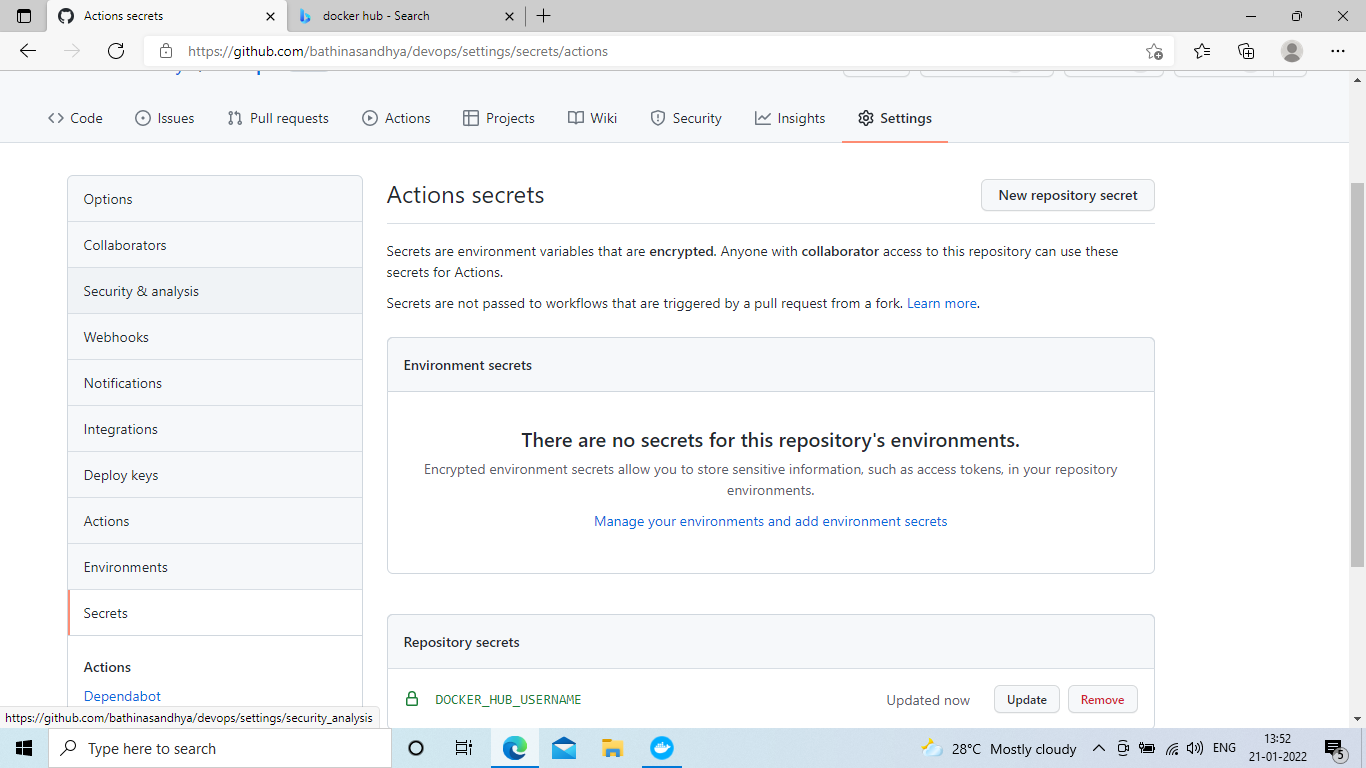 Actions secrets
docker hub - Search
https://github.com/bathinasandhya/devops/settings/secrets/actions
Code
Issues
Pull requests
Actions
Projects
Wiki
Security
Insights
Settings
Options
Collaborators
Security & analysis
Webhooks
Notifications
Integrations
Deploy keys
Actions
Environments
Secrets
Actions
Dependabot
Actions secrets
New repository secret
Secrets are environment variables that are encrypted. Anyone with collaborator access to this repository can use these
secrets for Actions.
Secrets are not passed to workflows that are triggered by a pull request from a fork. Learn more.
Environment secrets
There are no secrets for this repository's environments.
Encrypted environment secrets allow you to store sensitive information, such as access tokens, in your repository
environments.
Manage your environments and add environment secrets
Repository secrets
DOCKER_HUB_USERNAME
Updated now
Update
Remove
https://github.com/bathinasandhya/devops/settings/security_analysis
Type here to search
28°C Mostly cloudy
ENG
13:52
21-01-2022
5